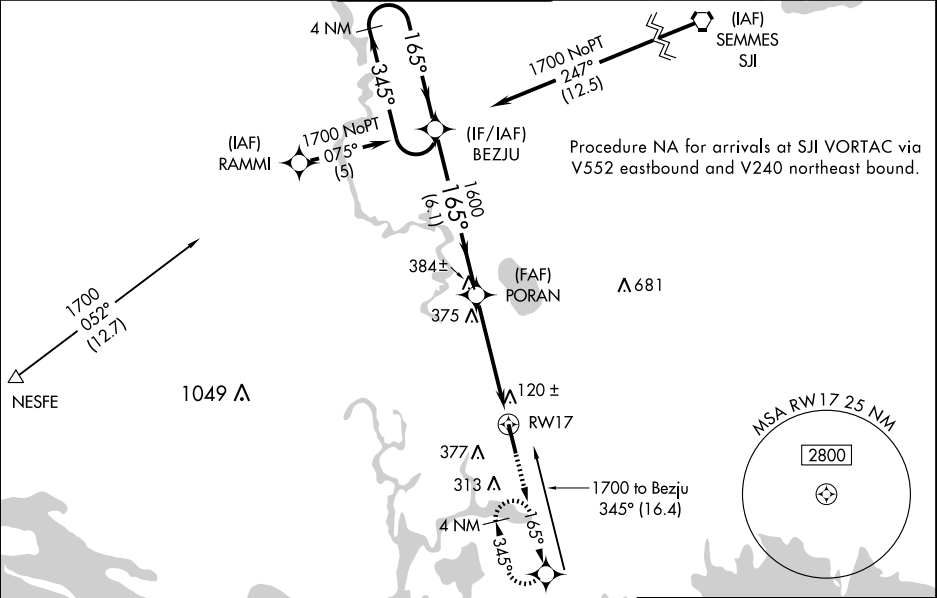 4 NM
165°
345°
(IAF)
SEMMES
SJI
1700 NoPT
247°
(12.5)
(IAF)
RAMMI
1700 NoPT
075°
(5)
(IF/IAF)
BEZJU
Procedure NA for arrivals at SJI VORTAC via
V552 eastbound and V240 northeast bound.
1600
165°
(6.1)
1700
052°
(12.7)
NESFE
384±
(FAF)
PORAN
375
681
1049
120 ±
RW17
377
313
4 NM
165°
345°
1700 to Bezju
345° (16.4)
MSA RW17 25 NM
2800